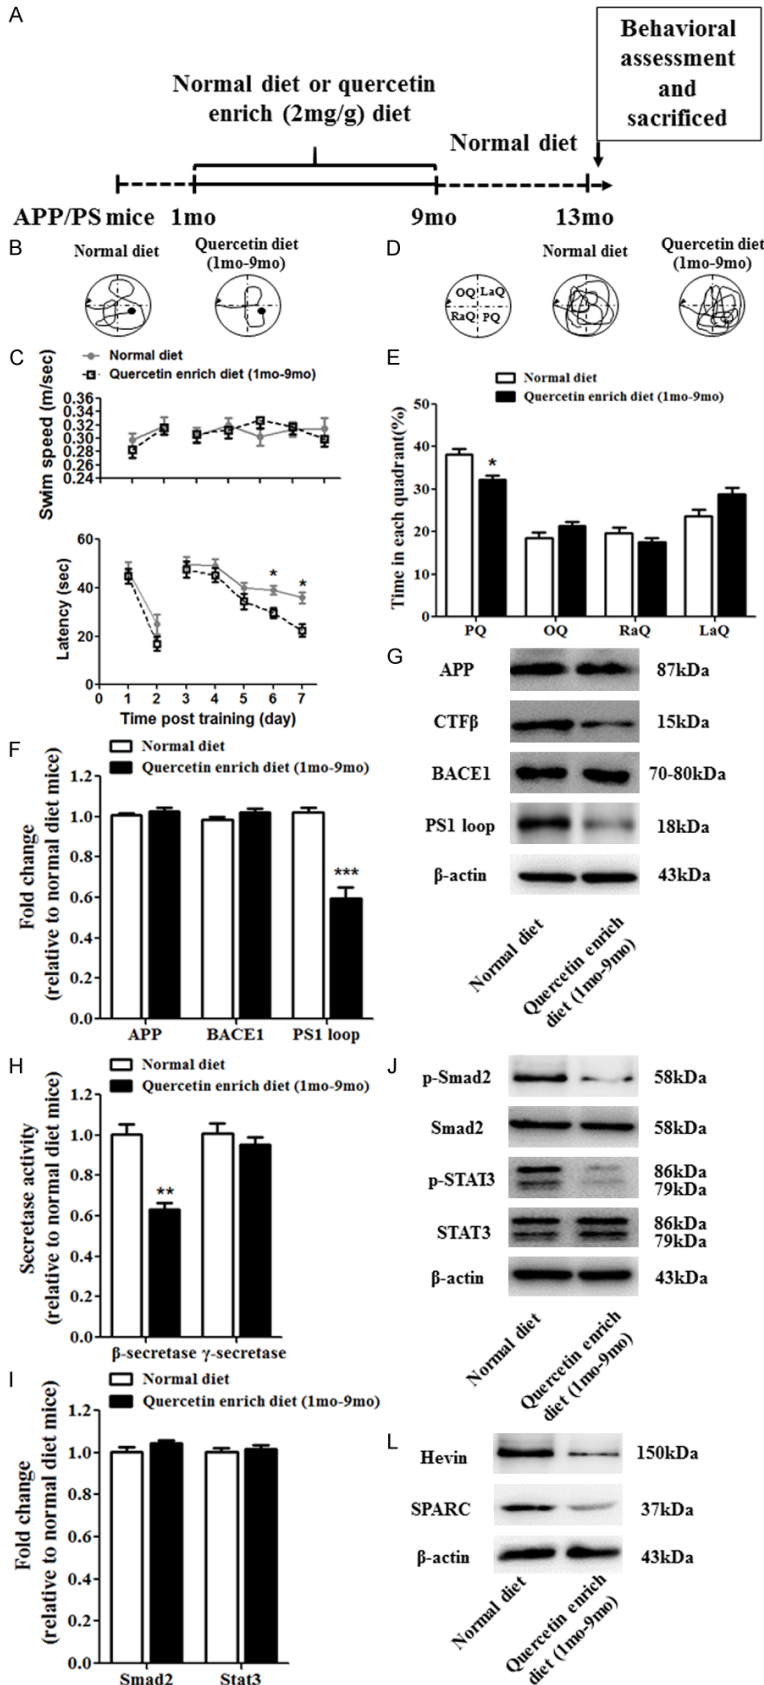 A
Behavioral
assessment
and
sacrificed
Normal diet or quercetin
enrich (2mg/g) diet
Normal diet
APP/PS mice 1mo 9mo 13mo
B
Normal diet
Quercetin diet
(1mo-9mo)
D
OQ LaQ
RaQ PQ
Normal diet
Quercetin diet
(1mo-9mo)
C
Normal diet
Quercetin enrich diet (1mo-9mo)
Swim speed (m/sec)
0.36
0.33
0.30
0.28
0.26
0.24
Latency (sec)
60
40
20
0
* *
0 1 2 3 4 5 6 7
Time post training (day)
E
Normal diet
Quercetin enrich diet (1mo-9mo)
Time in each quadrant(%)
50
40
30
20
10
0
*
PQ OQ RaQ LaQ
F
Normal diet
Quercetin enrich diet (1mo-9mo)
Fold change
(relative to normal diet mice)
1.2
1.0
0.8
0.6
0.4
0.2
0.0
***
APP BACE1 PS1 loop
G
APP 87kDa
CTFβ 15kDa
BACE1 70-80kDa
PS1 loop 18kDa
β-actin 43kDa
Normal diet
Quercetin enrich
diet (1mo-9mo)
H
Normal diet
Quercetin enrich diet (1mo-9mo)
Secretase activity
(relative to normal diet mice)
1.2
1.0
0.8
0.6
0.4
0.2
0.0
**
β-secretase γ-secretase
J
p-Smad2 58kDa
Smad2 58kDa
p-STAT3 86kDa
79kDa
STAT3 86kDa
79kDa
β-actin 43kDa
Normal diet
Quercetin enrich
diet (1mo-9mo)
I
Normal diet
Quercetin enrich diet (1mo-9mo)
Fold change
(relative to normal diet mice)
1.2
1.0
0.8
0.6
0.4
0.2
0.0
Smad2 Stat3
L
Hevin 150kDa
SPARC 37kDa
β-actin 43kDa
Normal diet
Quercetin enrich
diet (1mo-9mo)